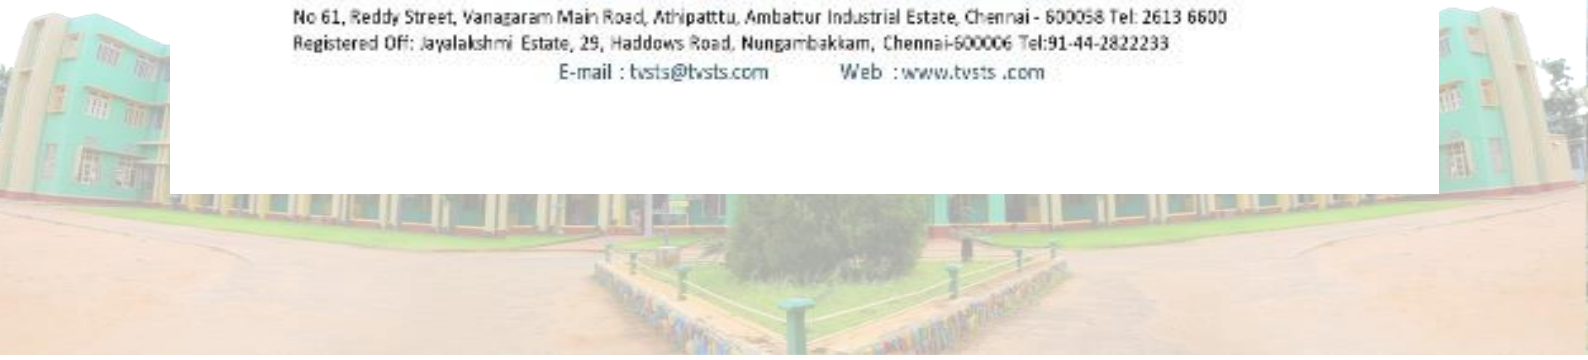 No 61, Reddy Street, Vanagaram Main Road, Athipatttu, Ambattur Industrial Estate, Chennai - 600058 Tel: 2613 6600
Registered Off: Jayalakshmi Estate, 29, Haddows Road, Nungambakkam, Chennai-600006 Tel:91-44-2822233
E-mail : tvsts@tvsts.com Web : www.tvsts .com